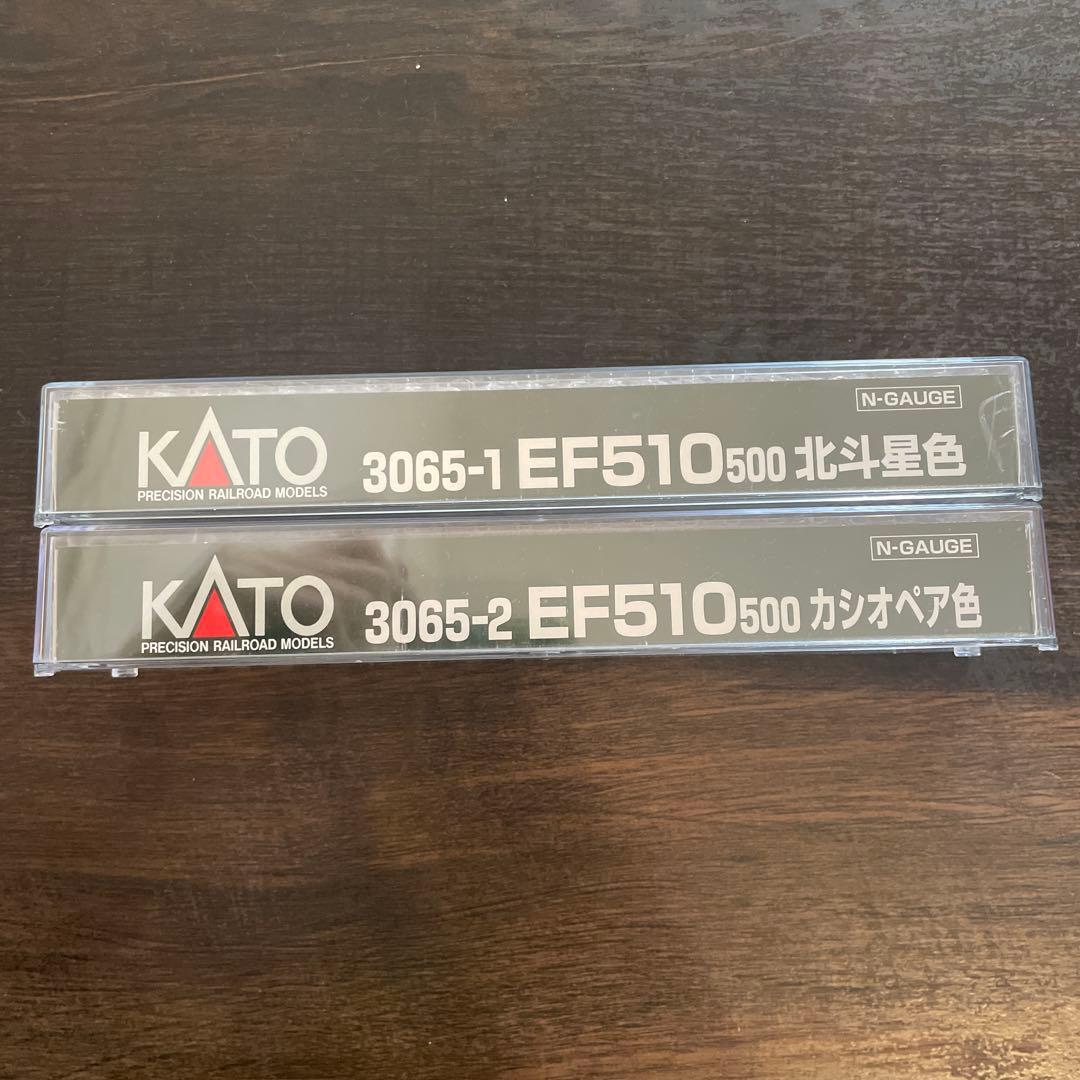 N-GAUGE
KATO 3065-1 EF510 500 北斗星色
PRECISION RAILROAD MODELS
N-GAUGE
KATO 3065-2 EF510 500 カシオペア色
PRECISION RAILROAD MODELS